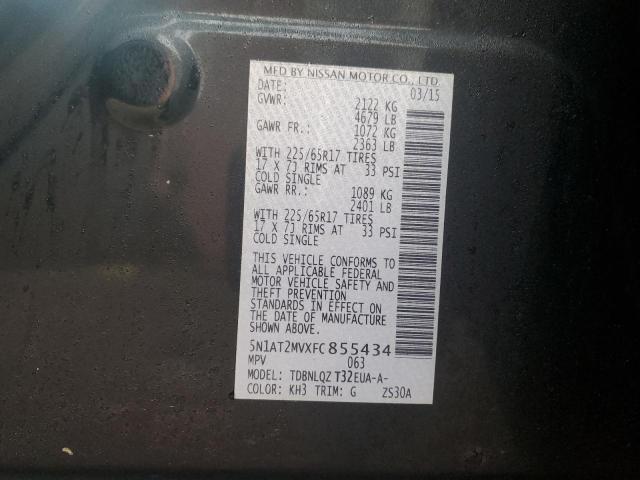 MFD BY NISSAN MOTOR CO., LTD.
DATE: 03/15
GVWR: 2122 KG
4679 LB
GAWR FR.: 1072 KG
2363 LB
WITH 225/65R17 TIRES
17 X 7J RIMS AT 33 PSI
COLD SINGLE
GAWR RR.: 1089 KG
2401 LB
WITH 225/65R17 TIRES
17 X 7J RIMS AT 33 PSI
COLD SINGLE
THIS VEHICLE CONFORMS TO
ALL APPLICABLE FEDERAL
MOTOR VEHICLE SAFETY AND
THEFT PREVENTION
STANDARDS IN EFFECT ON
THE DATE OF MANUFACTURE
SHOWN ABOVE.
5N1AT2MVXFC855434
MPV 063
MODEL: TDBNLQZ T32EUA-A-
COLOR: KH3 TRIM: G ZS30A